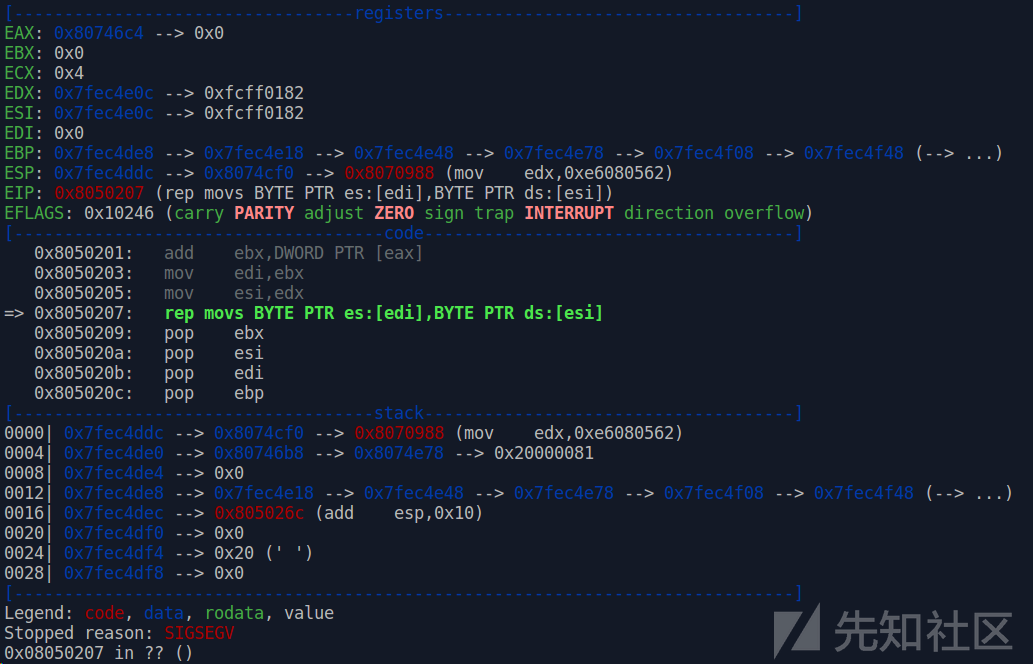 [----------------------------------registers-----------------------------------]
EAX: 0x80746c4 --> 0x0
EBX: 0x0
ECX: 0x4
EDX: 0x7fec4e0c --> 0xfcff0182
ESI: 0x7fec4e0c --> 0xfcff0182
EDI: 0x0
EBP: 0x7fec4de8 --> 0x7fec4e18 --> 0x7fec4e48 --> 0x7fec4e78 --> 0x7fec4f08 --> 0x7fec4f48 (--> ...)
ESP: 0x7fec4ddc --> 0x8074cf0 --> 0x8070988 (mov    edx,0xe6080562)
EIP: 0x8050207 (rep movs BYTE PTR es:[edi],BYTE PTR ds:[esi])
EFLAGS: 0x10246 (carry PARITY adjust ZERO sign trap INTERRUPT direction overflow)
[-------------------------------------code-------------------------------------]
   0x8050201:	add    ebx,DWORD PTR [eax]
   0x8050203:	mov    edi,ebx
   0x8050205:	mov    esi,edx
=> 0x8050207:	rep movs BYTE PTR es:[edi],BYTE PTR ds:[esi]
   0x8050209:	pop    ebx
   0x805020a:	pop    esi
   0x805020b:	pop    edi
   0x805020c:	pop    ebp
[------------------------------------stack-------------------------------------]
0000| 0x7fec4ddc --> 0x8074cf0 --> 0x8070988 (mov    edx,0xe6080562)
0004| 0x7fec4de0 --> 0x80746b8 --> 0x8074e78 --> 0x20000081
0008| 0x7fec4de4 --> 0x0
0012| 0x7fec4de8 --> 0x7fec4e18 --> 0x7fec4e48 --> 0x7fec4e78 --> 0x7fec4f08 --> 0x7fec4f48 (--> ...)
0016| 0x7fec4dec --> 0x805026c (add    esp,0x10)
0020| 0x7fec4df0 --> 0x0
0024| 0x7fec4df4 --> 0x20 (' ')
0028| 0x7fec4df8 --> 0x0
[------------------------------------------------------------------------------]
Legend: code, data, rodata, value
Stopped reason: SIGSEGV
0x08050207 in ?? ()
先知社区